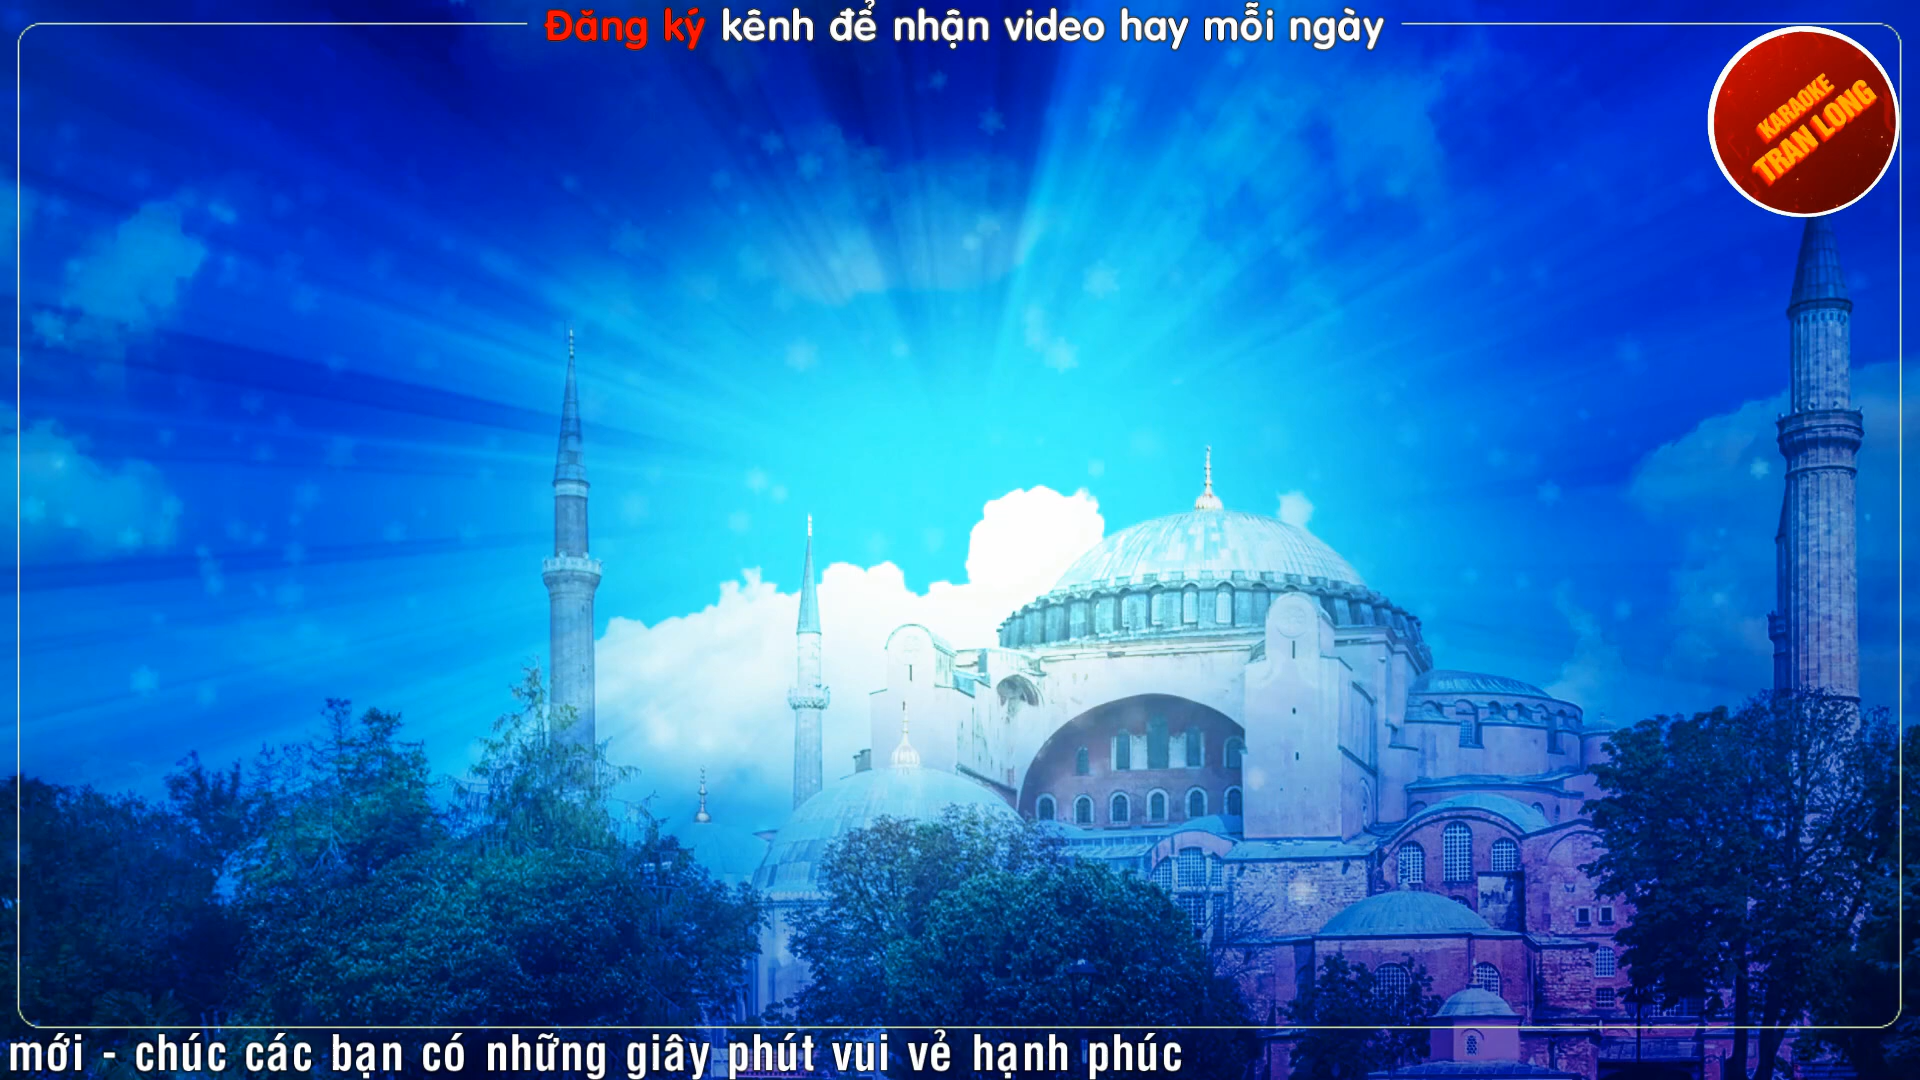 Đăng ký kênh để nhận video hay mỗi ngày
KARAOKE
TRAN LONG
mới - chúc các bạn có những giây phút vui vẻ hạnh phúc